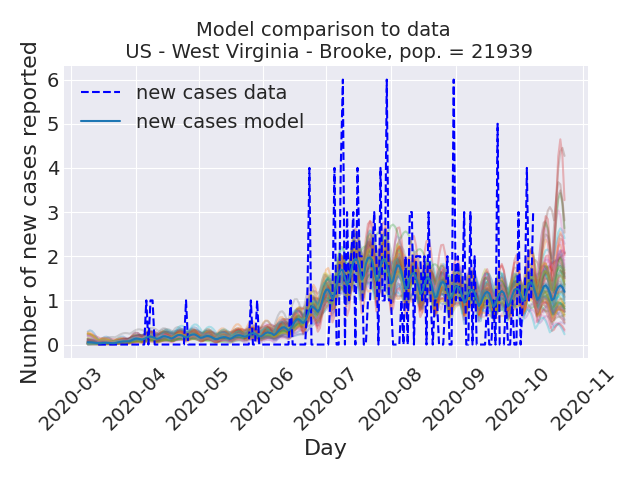 Model comparison to data
US - West Virginia - Brooke, pop. = 21939
Number of new cases reported
6
5
4
3
2
1
0
new cases data
new cases model
2020-03
2020-04
2020-05
2020-06
2020-07
2020-08
2020-09
2020-10
2020-11
Day